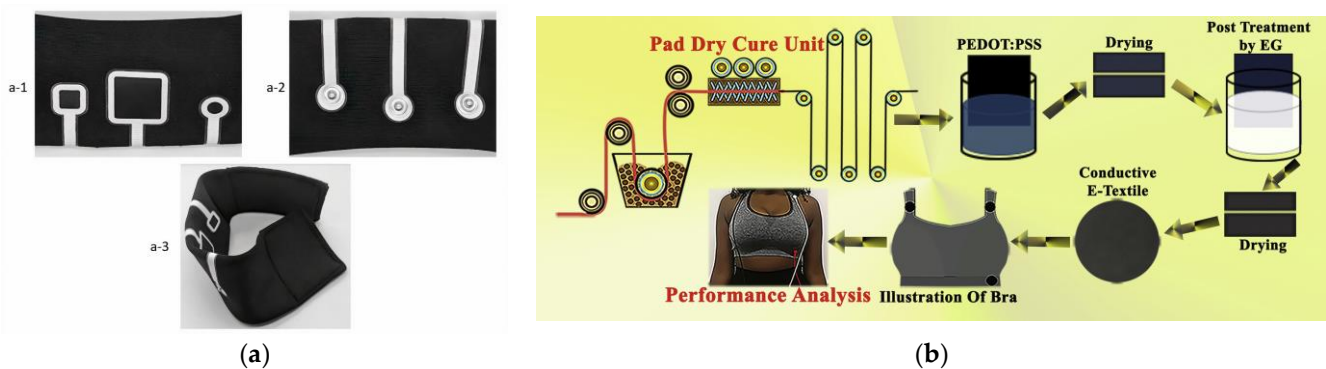 a-1
a-2
a-3
(a)
Pad Dry Cure Unit
PEDOT:PSS
Drying
Post Treatment
by EG
Conductive
E-Textile
Drying
Illustration Of Bra
Performance Analysis
(b)